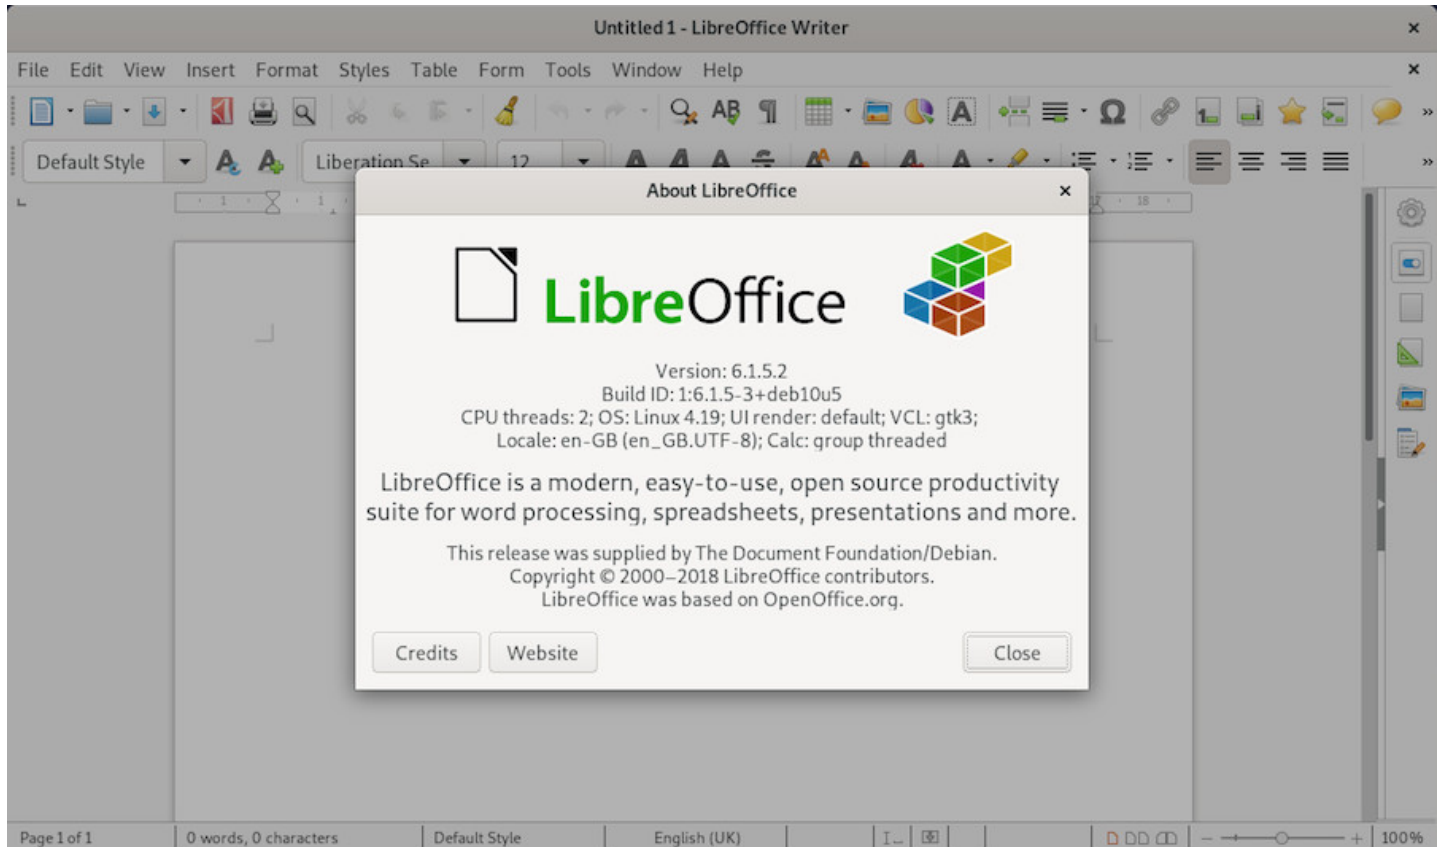 Untitled 1 - LibreOffice Writer
File Edit View Insert Format Styles Table Form Tools Window Help
Default Style Liberation Se 12
1 1 18
About LibreOffice
LibreOffice
Version: 6.1.5.2
Build ID: 1:6.1.5-3+deb10u5
CPU threads: 2; OS: Linux 4.19; UI render: default; VCL: gtk3;
Locale: en-GB (en_GB.UTF-8); Calc: group threaded
LibreOffice is a modern, easy-to-use, open source productivity
suite for word processing, spreadsheets, presentations and more.
This release was supplied by The Document Foundation/Debian.
Copyright © 2000–2018 LibreOffice contributors.
LibreOffice was based on OpenOffice.org.
Credits Website Close
Page 1 of 1 0 words, 0 characters Default Style English (UK) 100%